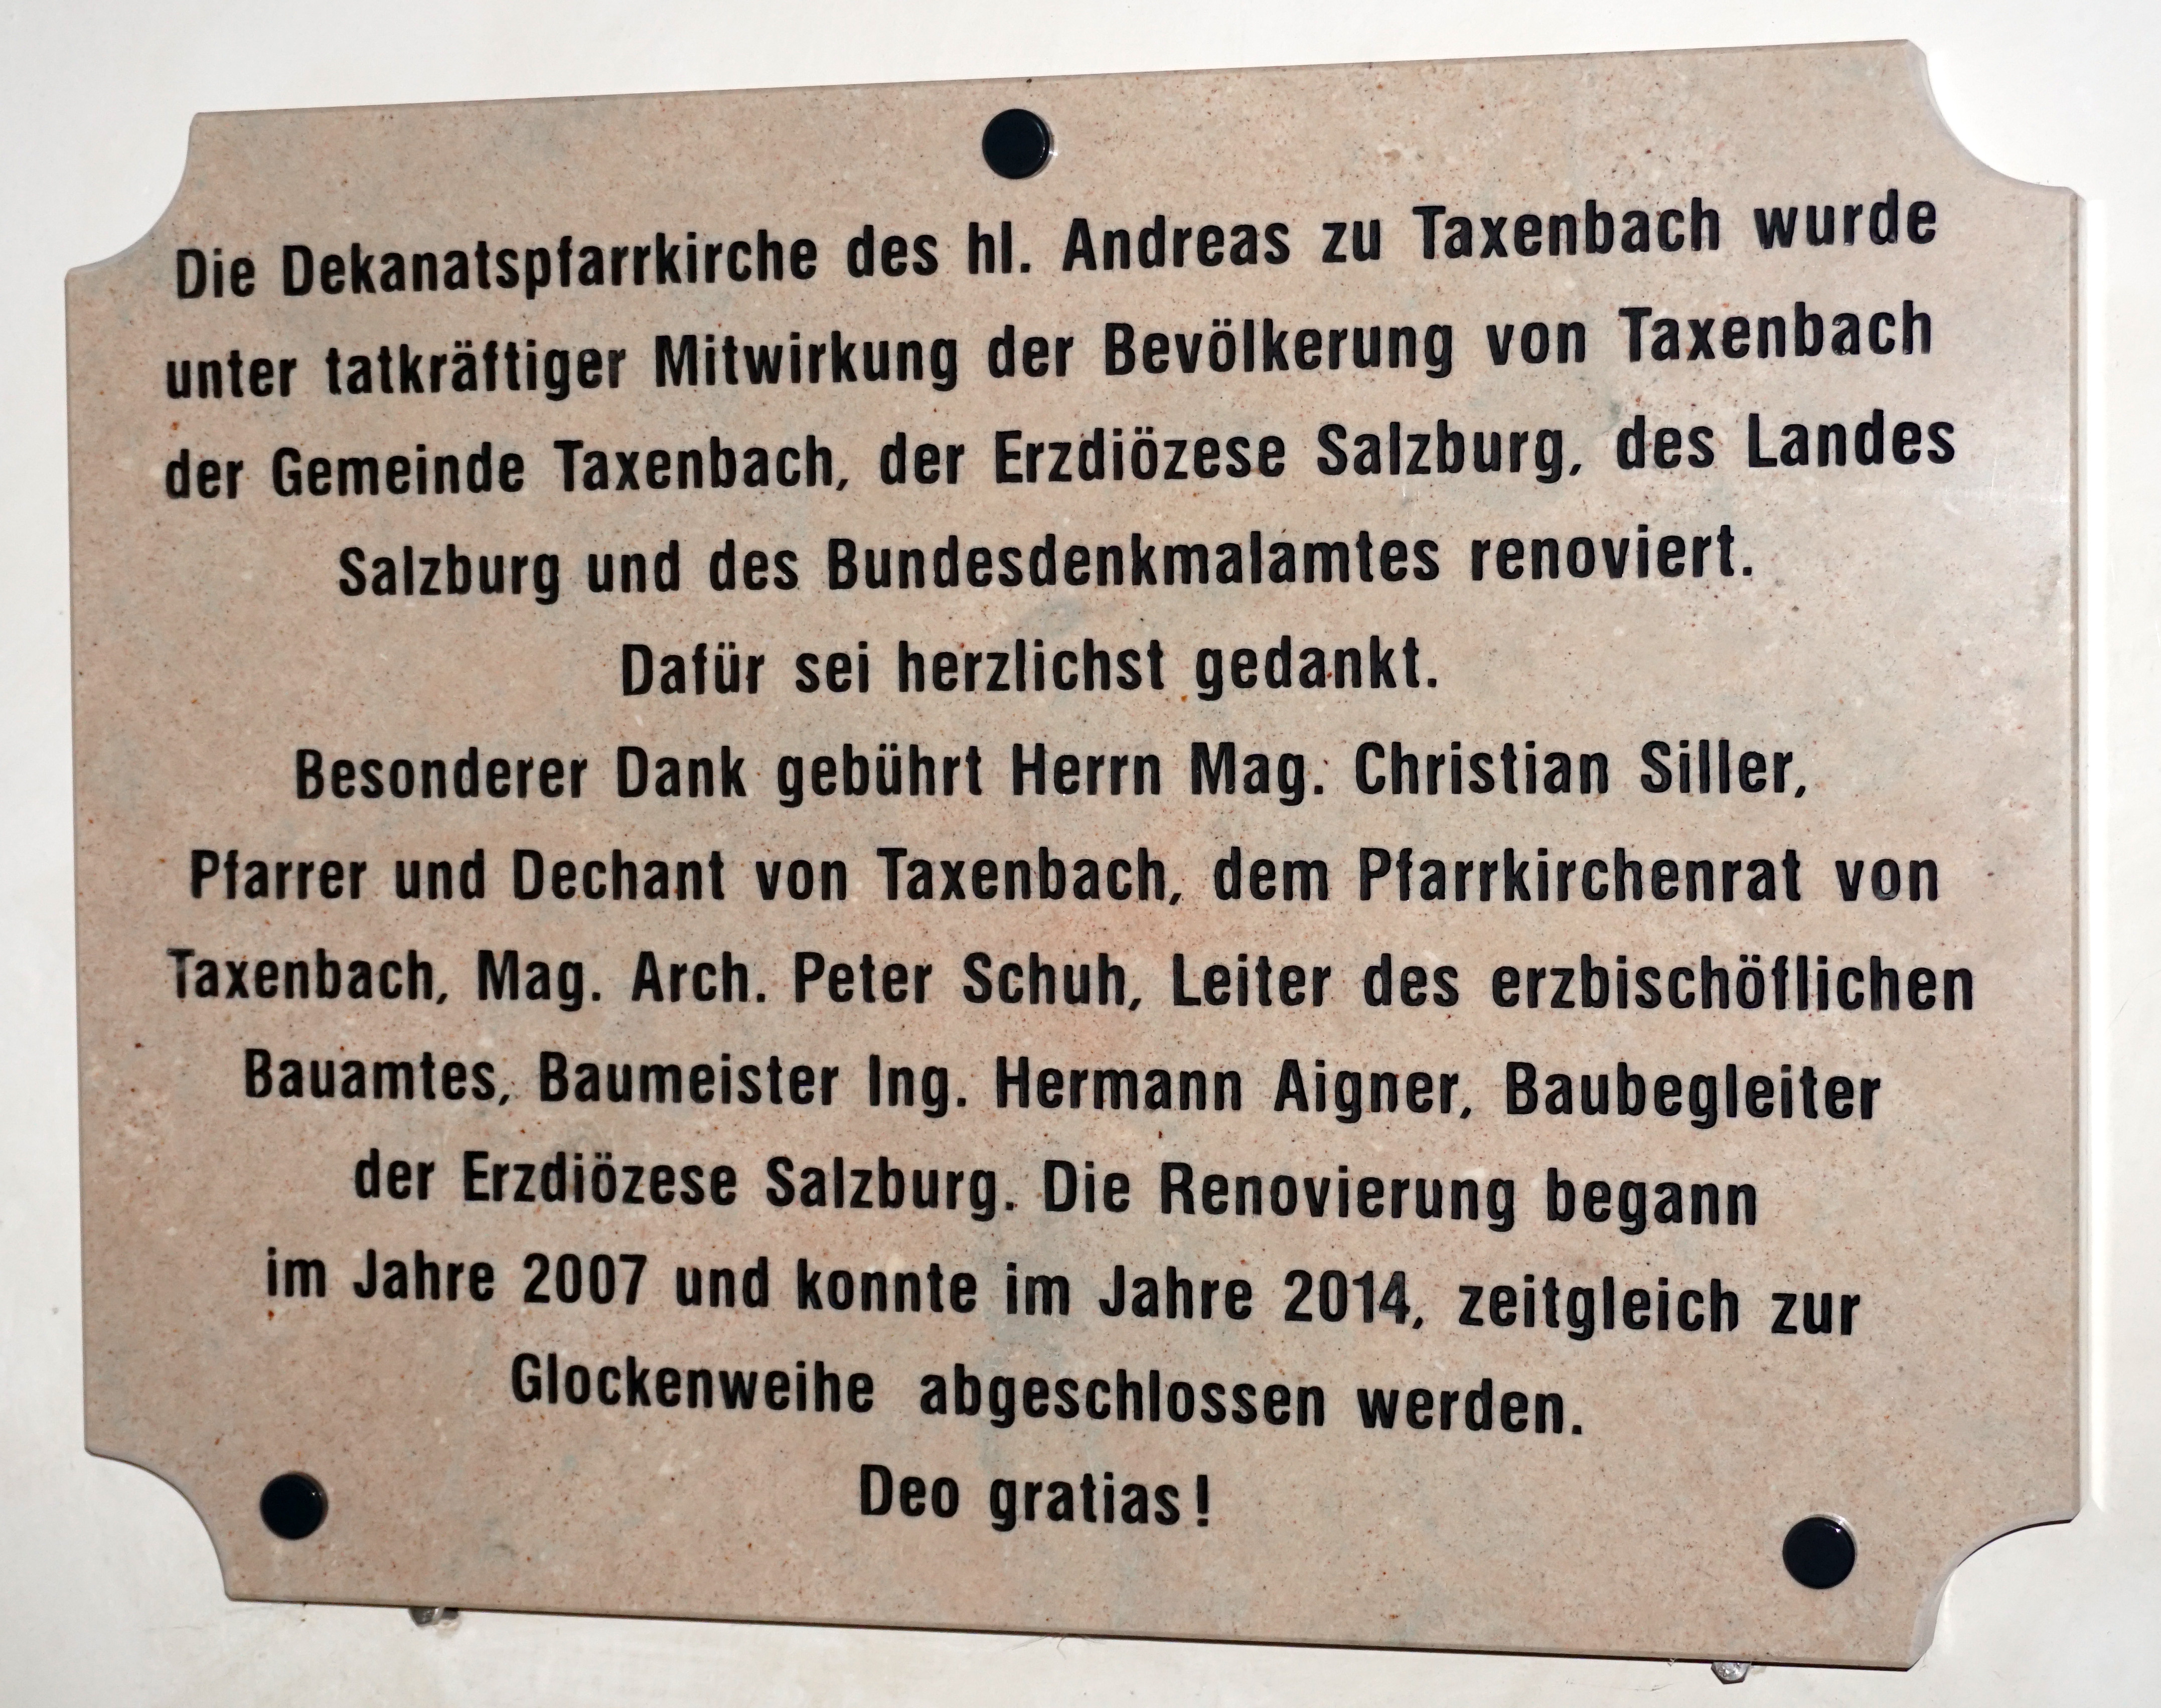 Die Dekanatspfarrkirche des hl. Andreas zu Taxenbach wurde
unter tatkräftiger Mitwirkung der Bevölkerung von Taxenbach
der Gemeinde Taxenbach, der Erzdiözese Salzburg, des Landes
Salzburg und des Bundesdenkmalamtes renoviert.
Dafür sei herzlichst gedankt.
Besonderer Dank gebührt Herrn Mag. Christian Siller,
Pfarrer und Dechant von Taxenbach, dem Pfarrkirchenrat von
Taxenbach, Mag. Arch. Peter Schuh, Leiter des erzbischöflichen
Bauamtes, Baumeister Ing. Hermann Aigner, Baubegleiter
der Erzdiözese Salzburg. Die Renovierung begann
im Jahre 2007 und konnte im Jahre 2014, zeitgleich zur
Glockenweihe abgeschlossen werden.
Deo gratias!